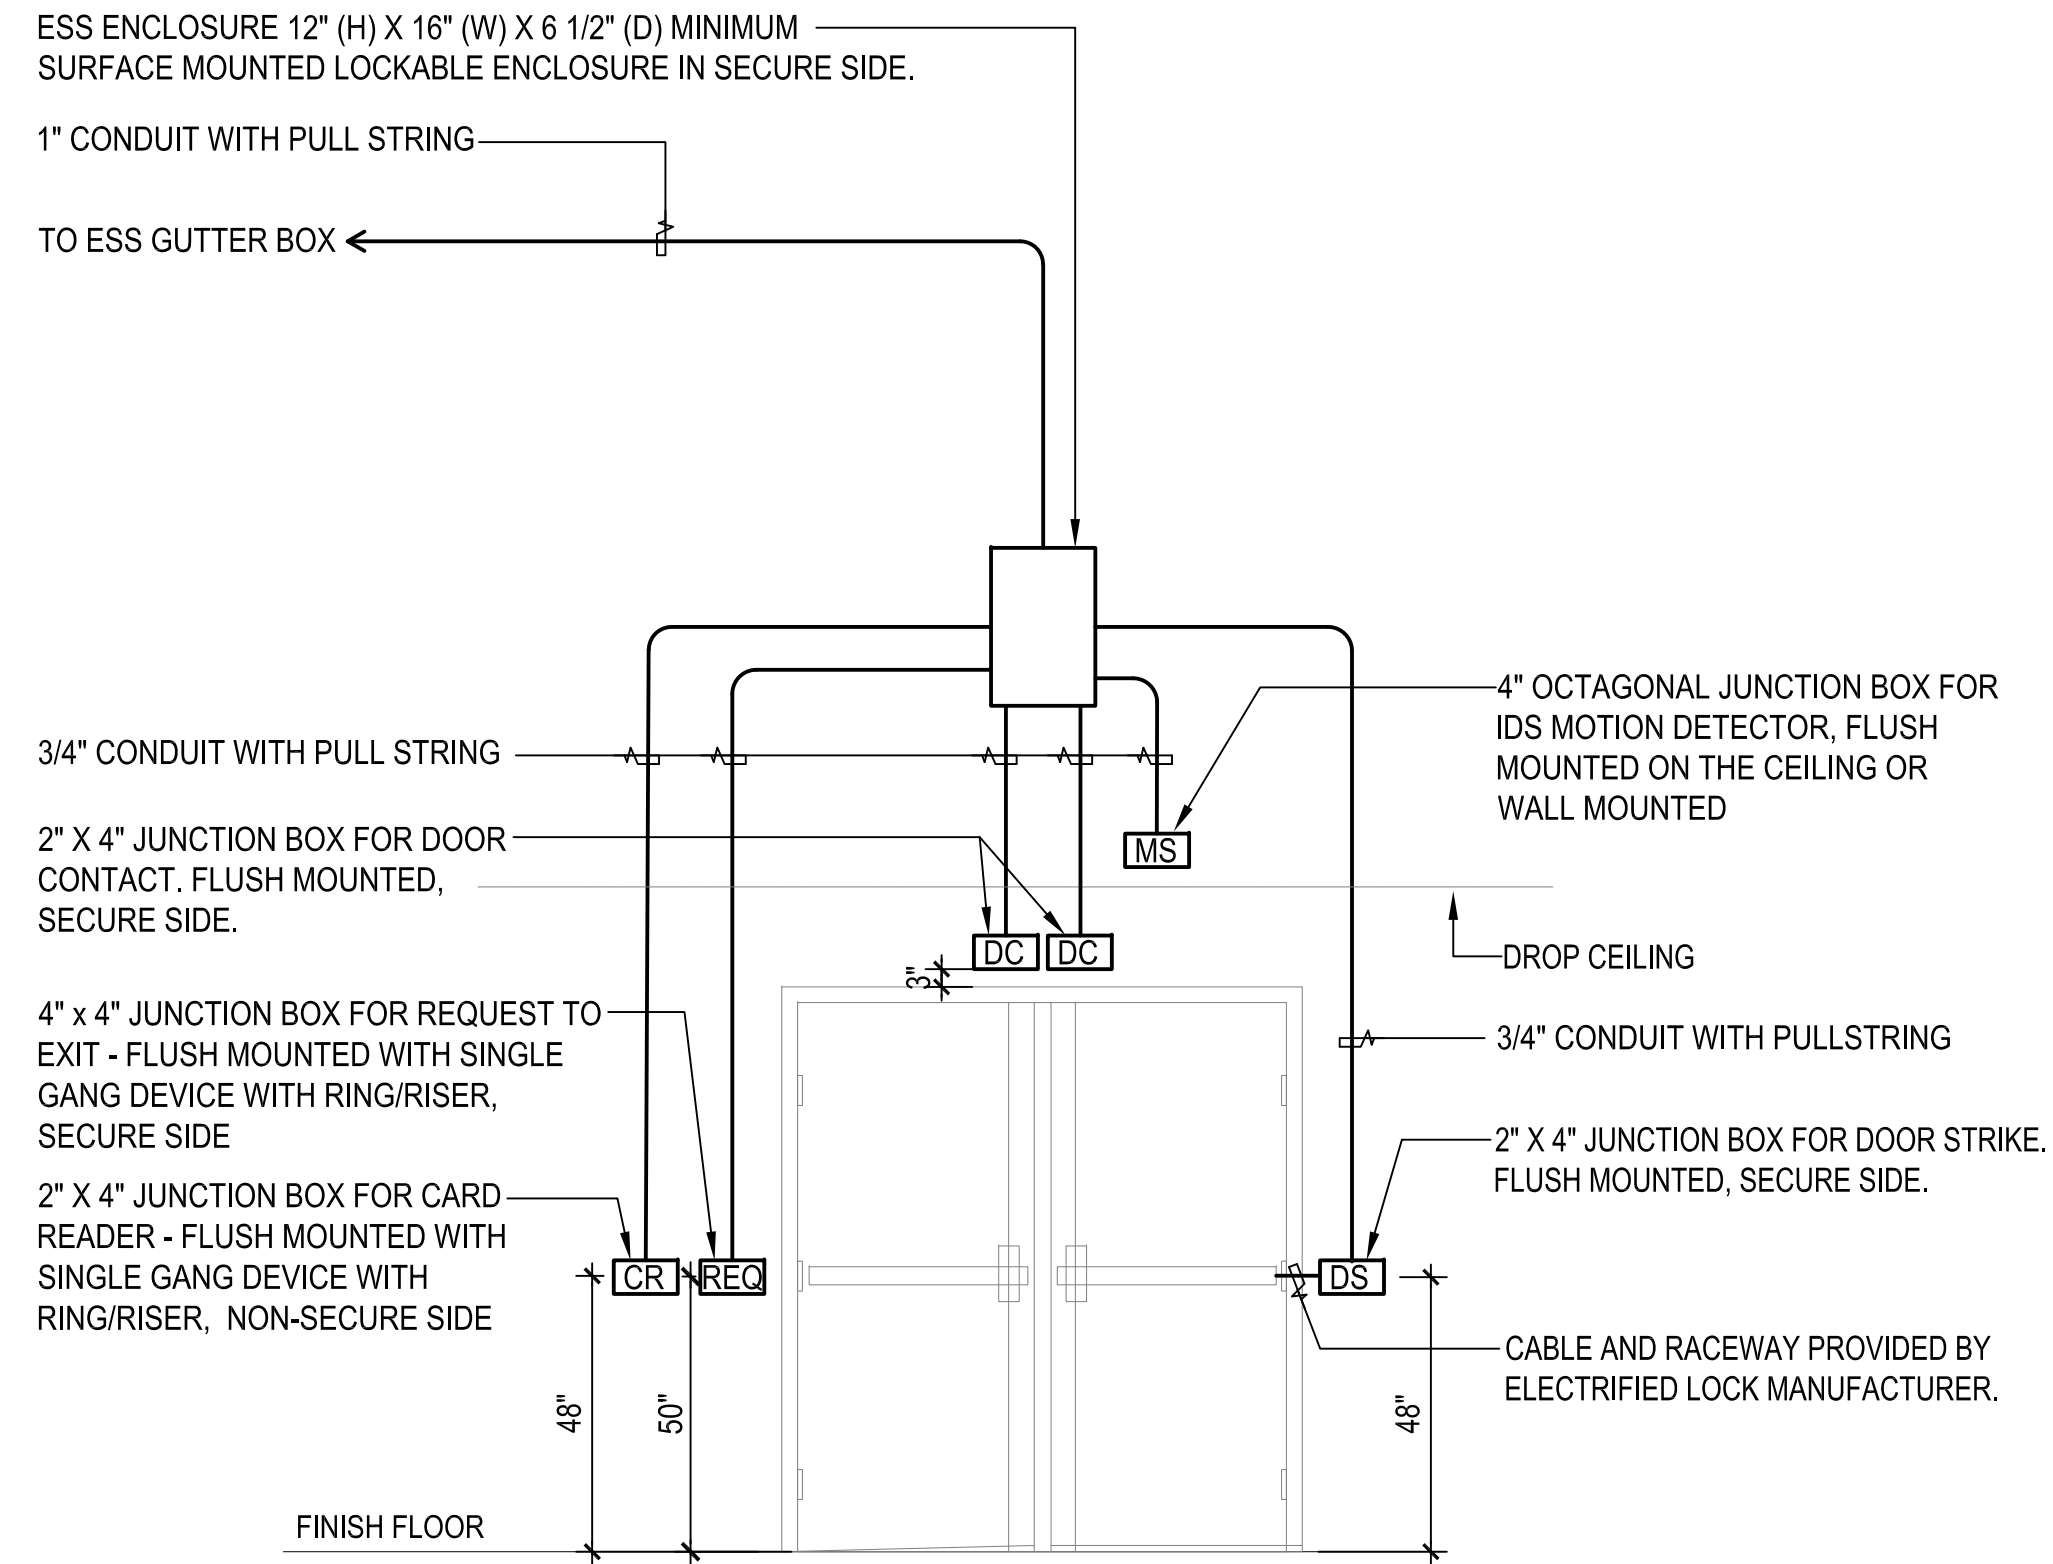 ESS ENCLOSURE 12" (H) X 16" (W) X 6 1/2" (D) MINIMUM
SURFACE MOUNTED LOCKABLE ENCLOSURE IN SECURE SIDE.
1" CONDUIT WITH PULL STRING
TO ESS GUTTER BOX
3/4" CONDUIT WITH PULL STRING
2" X 4" JUNCTION BOX FOR DOOR
CONTACT. FLUSH MOUNTED,
SECURE SIDE.
4" x 4" JUNCTION BOX FOR REQUEST TO
EXIT - FLUSH MOUNTED WITH SINGLE
GANG DEVICE WITH RING/RISER,
SECURE SIDE
2" X 4" JUNCTION BOX FOR CARD
READER - FLUSH MOUNTED WITH
SINGLE GANG DEVICE WITH
RING/RISER, NON-SECURE SIDE
FINISH FLOOR
48"
50"
CR
REQ
3"
DC
DC
MS
DS
48"
4" OCTAGONAL JUNCTION BOX FOR
IDS MOTION DETECTOR, FLUSH
MOUNTED ON THE CEILING OR
WALL MOUNTED
DROP CEILING
3/4" CONDUIT WITH PULLSTRING
2" X 4" JUNCTION BOX FOR DOOR STRIKE.
FLUSH MOUNTED, SECURE SIDE.
CABLE AND RACEWAY PROVIDED BY
ELECTRIFIED LOCK MANUFACTURER.